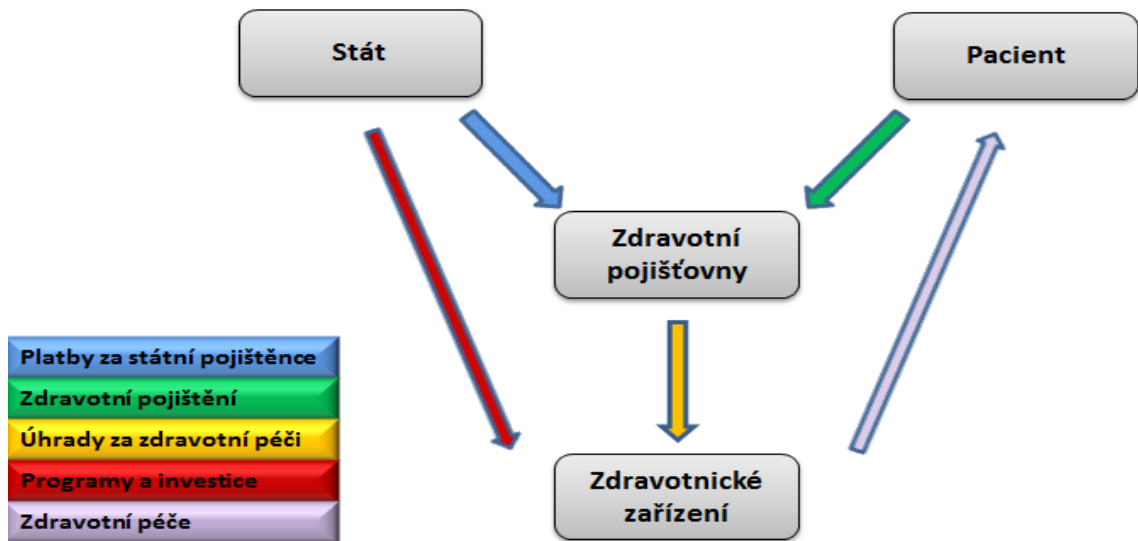 Stát
Pacient
Zdravotní
pojišťovny
Platby za státní pojištěnce
Zdravotní pojištění
Úhrady za zdravotní péči
Programy a investice
Zdravotní péče
Zdravotnické
zařízení